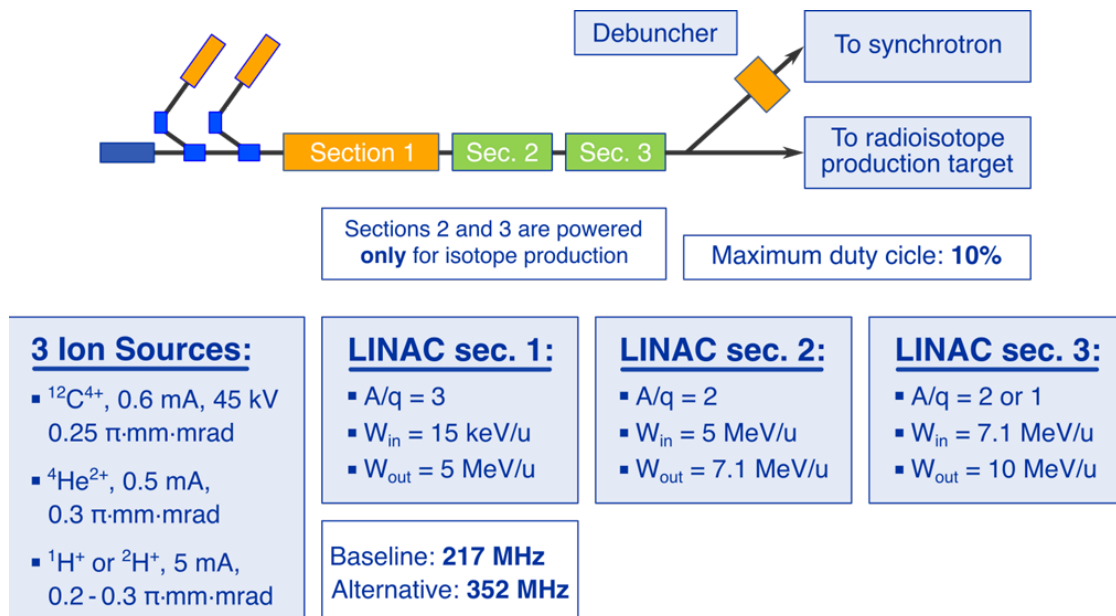 Debuncher
To synchrotron
Section 1
Sec. 2
Sec. 3
To radioisotope
production target
Sections 2 and 3 are powered
only for isotope production
Maximum duty cicle: 10%
3 Ion Sources:
▪ ¹²C⁴⁺, 0.6 mA, 45 kV
0.25 π·mm·mrad
▪ ⁴He²⁺, 0.5 mA,
0.3 π·mm·mrad
▪ ¹H⁺ or ²H⁺, 5 mA,
0.2 - 0.3 π·mm·mrad
LINAC sec. 1:
▪ A/q = 3
▪ Wᵢₙ = 15 keV/u
▪ Wₒᵤₜ = 5 MeV/u
Baseline: 217 MHz
Alternative: 352 MHz
LINAC sec. 2:
▪ A/q = 2
▪ Wᵢₙ = 5 MeV/u
▪ Wₒᵤₜ = 7.1 MeV/u
LINAC sec. 3:
▪ A/q = 2 or 1
▪ Wᵢₙ = 7.1 MeV/u
▪ Wₒᵤₜ = 10 MeV/u